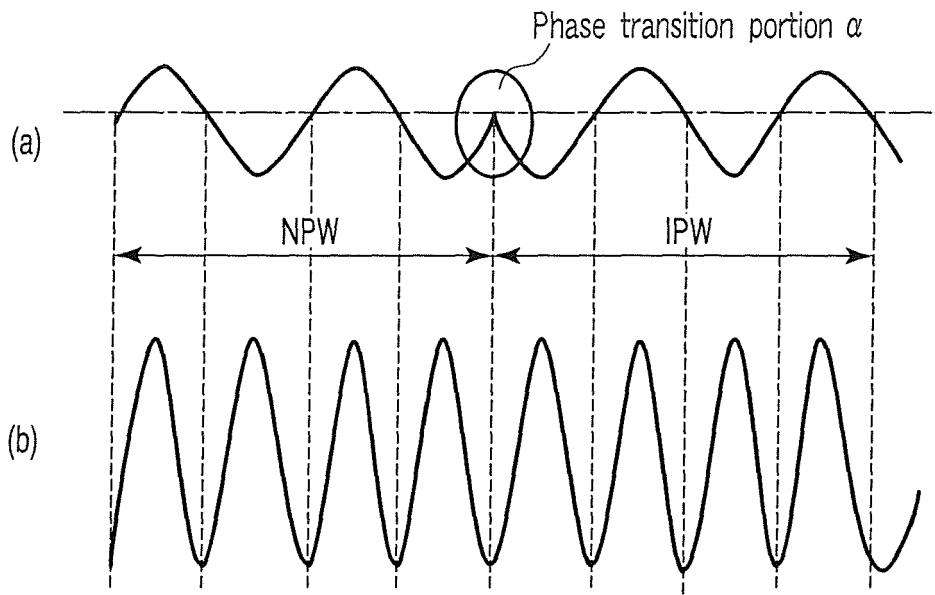 Phase transition portion α
(a)
NPW
IPW
(b)